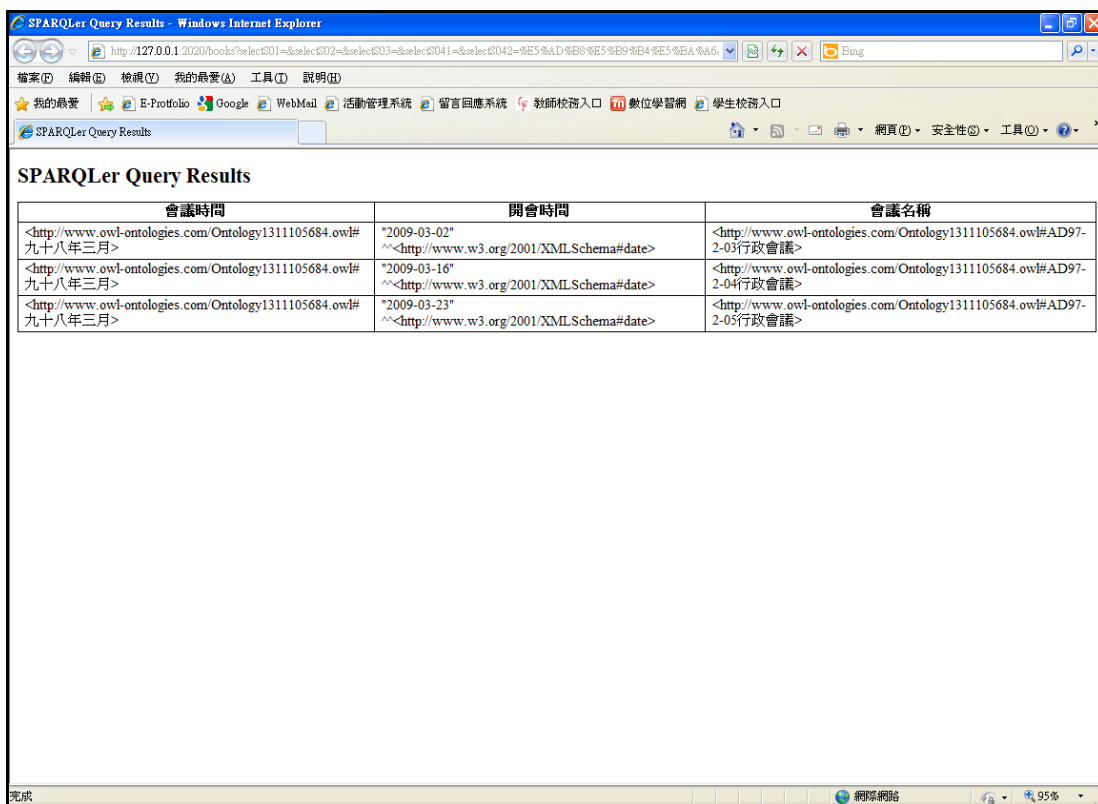 SPARQLer Query Results - Windows Internet Explorer
http://127.0.0.1:2020/books?select$01=&select$02=&select$03=&select$041=&select$042=%E5%AD%B8%E5%B9%B4%E5%BA%A6&
Bing
檔案(F) 編輯(E) 檢視(V) 我的最愛(A) 工具(T) 說明(H)
我的最愛 E-Protfolio Google WebMail 活動管理系統 留言回應系統 教師校務入口 數位學習網 學生校務入口
SPARQLer Query Results 網頁(P) 安全性(S) 工具(O)
SPARQLer Query Results
會議時間 開會時間 會議名稱
<http://www.owl-ontologies.com/Ontology1311105684.owl# "2009-03-02" <http://www.owl-ontologies.com/Ontology1311105684.owl#AD97-
九十八年三月> ^^<http://www.w3.org/2001/XMLSchema#date> 2-03行政會議>
<http://www.owl-ontologies.com/Ontology1311105684.owl# "2009-03-16" <http://www.owl-ontologies.com/Ontology1311105684.owl#AD97-
九十八年三月> ^^<http://www.w3.org/2001/XMLSchema#date> 2-04行政會議>
<http://www.owl-ontologies.com/Ontology1311105684.owl# "2009-03-23" <http://www.owl-ontologies.com/Ontology1311105684.owl#AD97-
九十八年三月> ^^<http://www.w3.org/2001/XMLSchema#date> 2-05行政會議>
完成 網際網路 95%